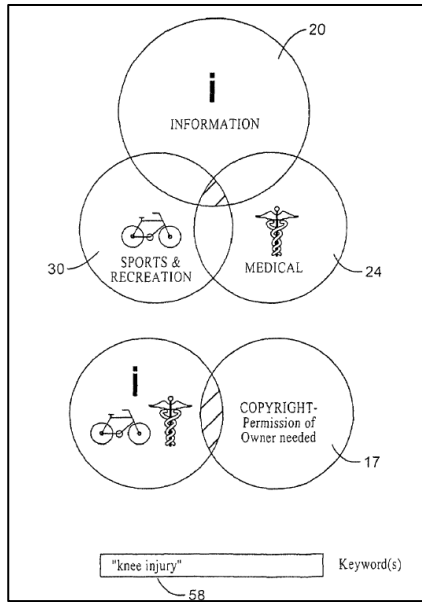 20
i
INFORMATION
SPORTS &
RECREATION
MEDICAL
30
24
i
COPYRIGHT-
Permission of
Owner needed
17
"knee injury"
Keyword(s)
58